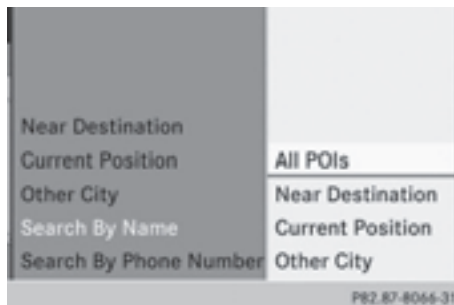 Near Destination
Current Position
Other City
Search By Name
Search By Phone Number
All POIs
Near Destination
Current Position
Other City
P82.87-8066-31